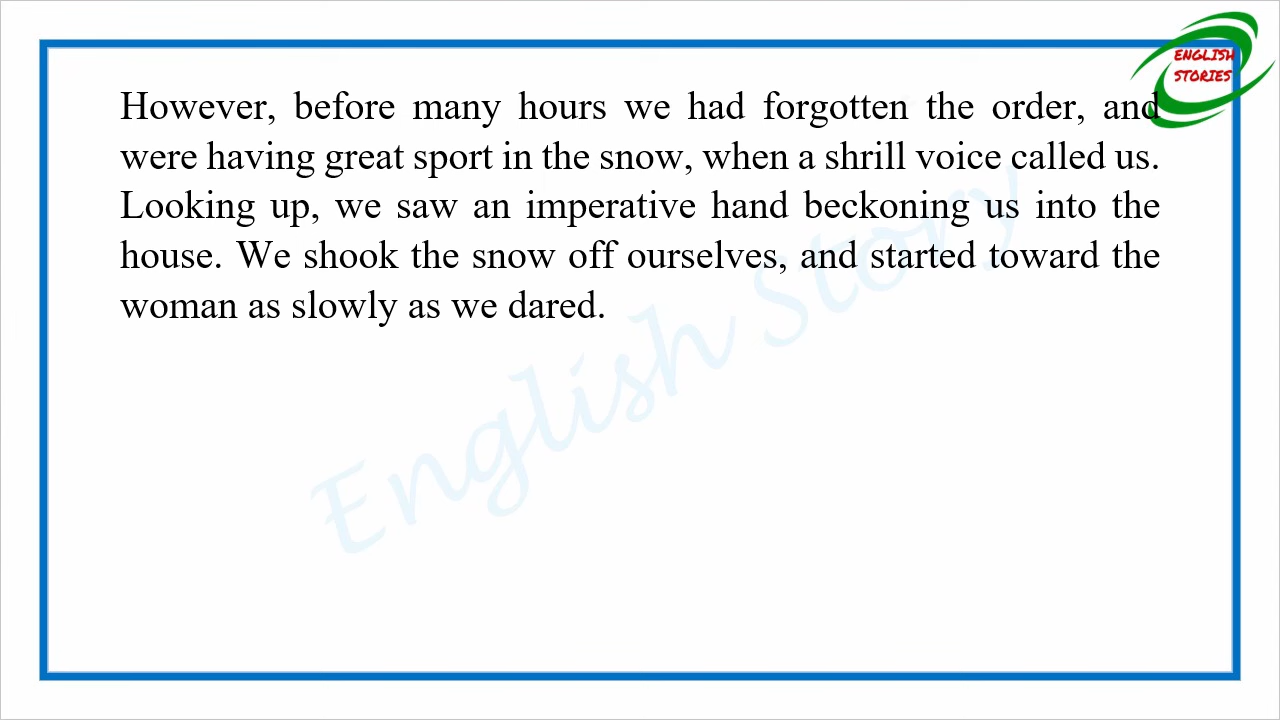 ENGLISH
STORIES
However, before many hours we had forgotten the order, and
were having great sport in the snow, when a shrill voice called us.
Looking up, we saw an imperative hand beckoning us into the
house. We shook the snow off ourselves, and started toward the
woman as slowly as we dared.
English Story